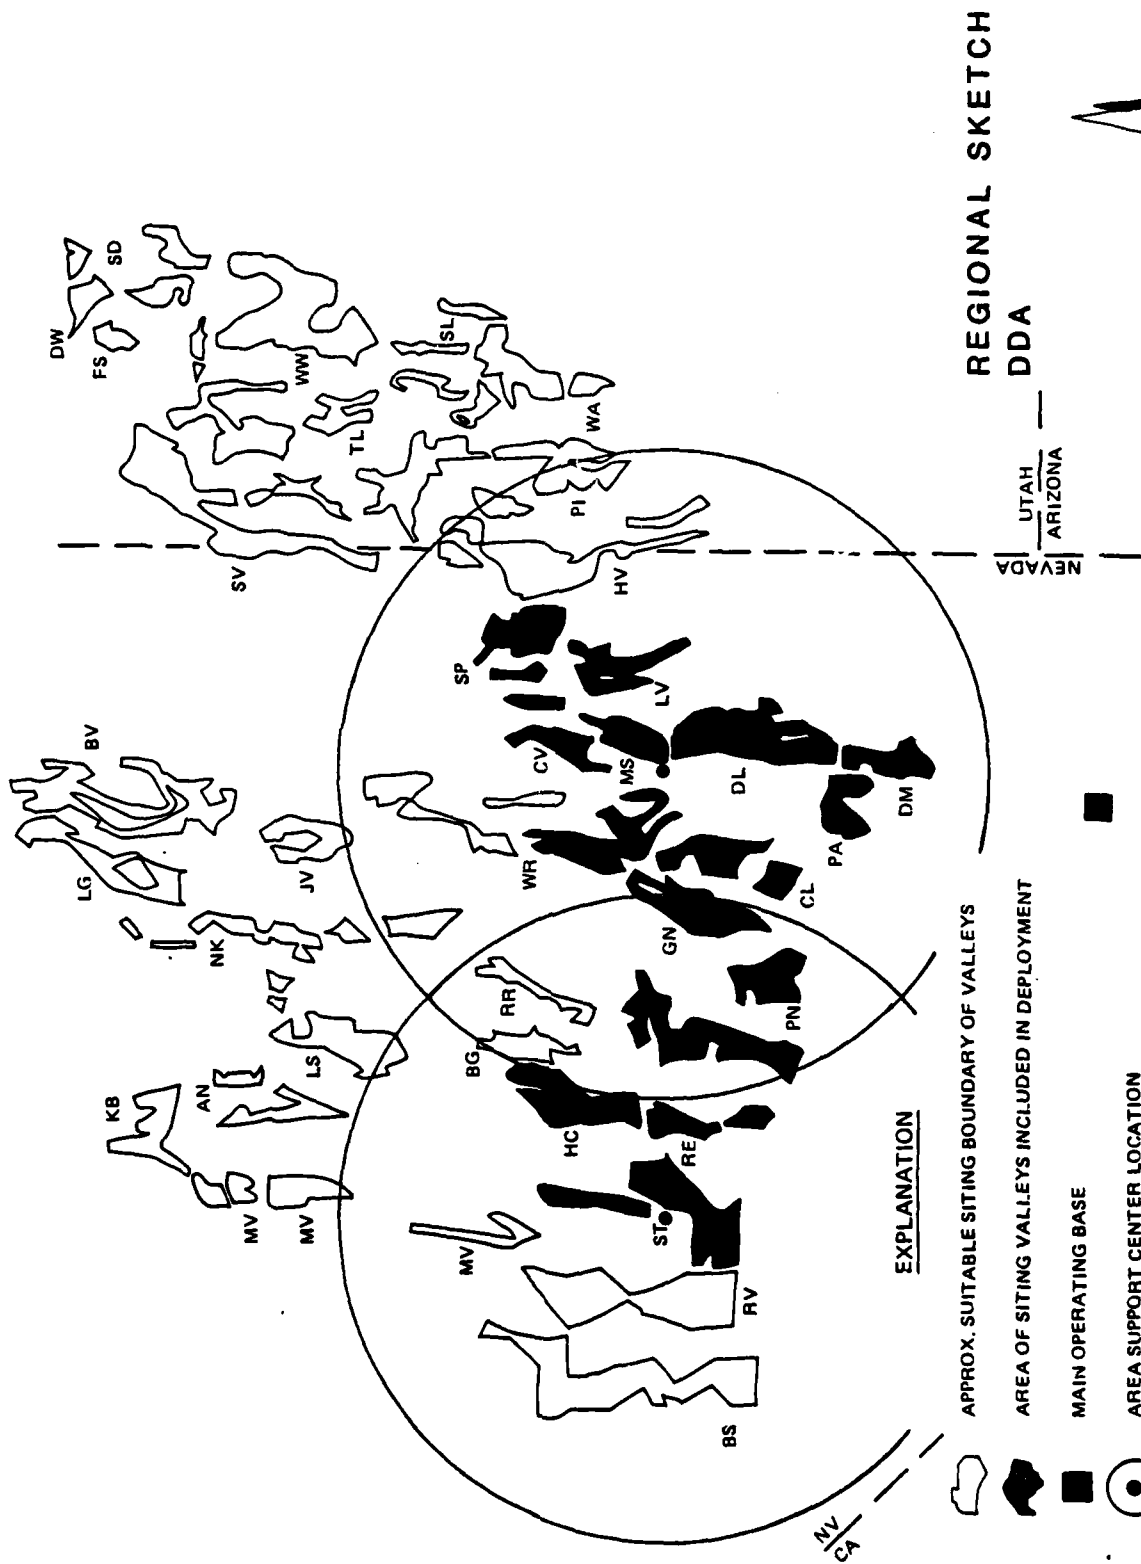 DW
SD
FS
WW
SL
TL
WA
SV
PI
HV
BV
LG
JV
NK
SP
LV
CV
MS
DL
WR
DM
PA
CL
GN
RR
PN
BG
LS
AN
KB
HC
RE
MV
MV
MV
ST
RV
BS
NV
CA
UTAH
ARIZONA
NEVADA
NEVADA
REGIONAL SKETCH
DDA
EXPLANATION
APPROX. SUITABLE SITING BOUNDARY OF VALLEYS
AREA OF SITING VALLEYS INCLUDED IN DEPLOYMENT
MAIN OPERATING BASE
AREA SUPPORT CENTER LOCATION